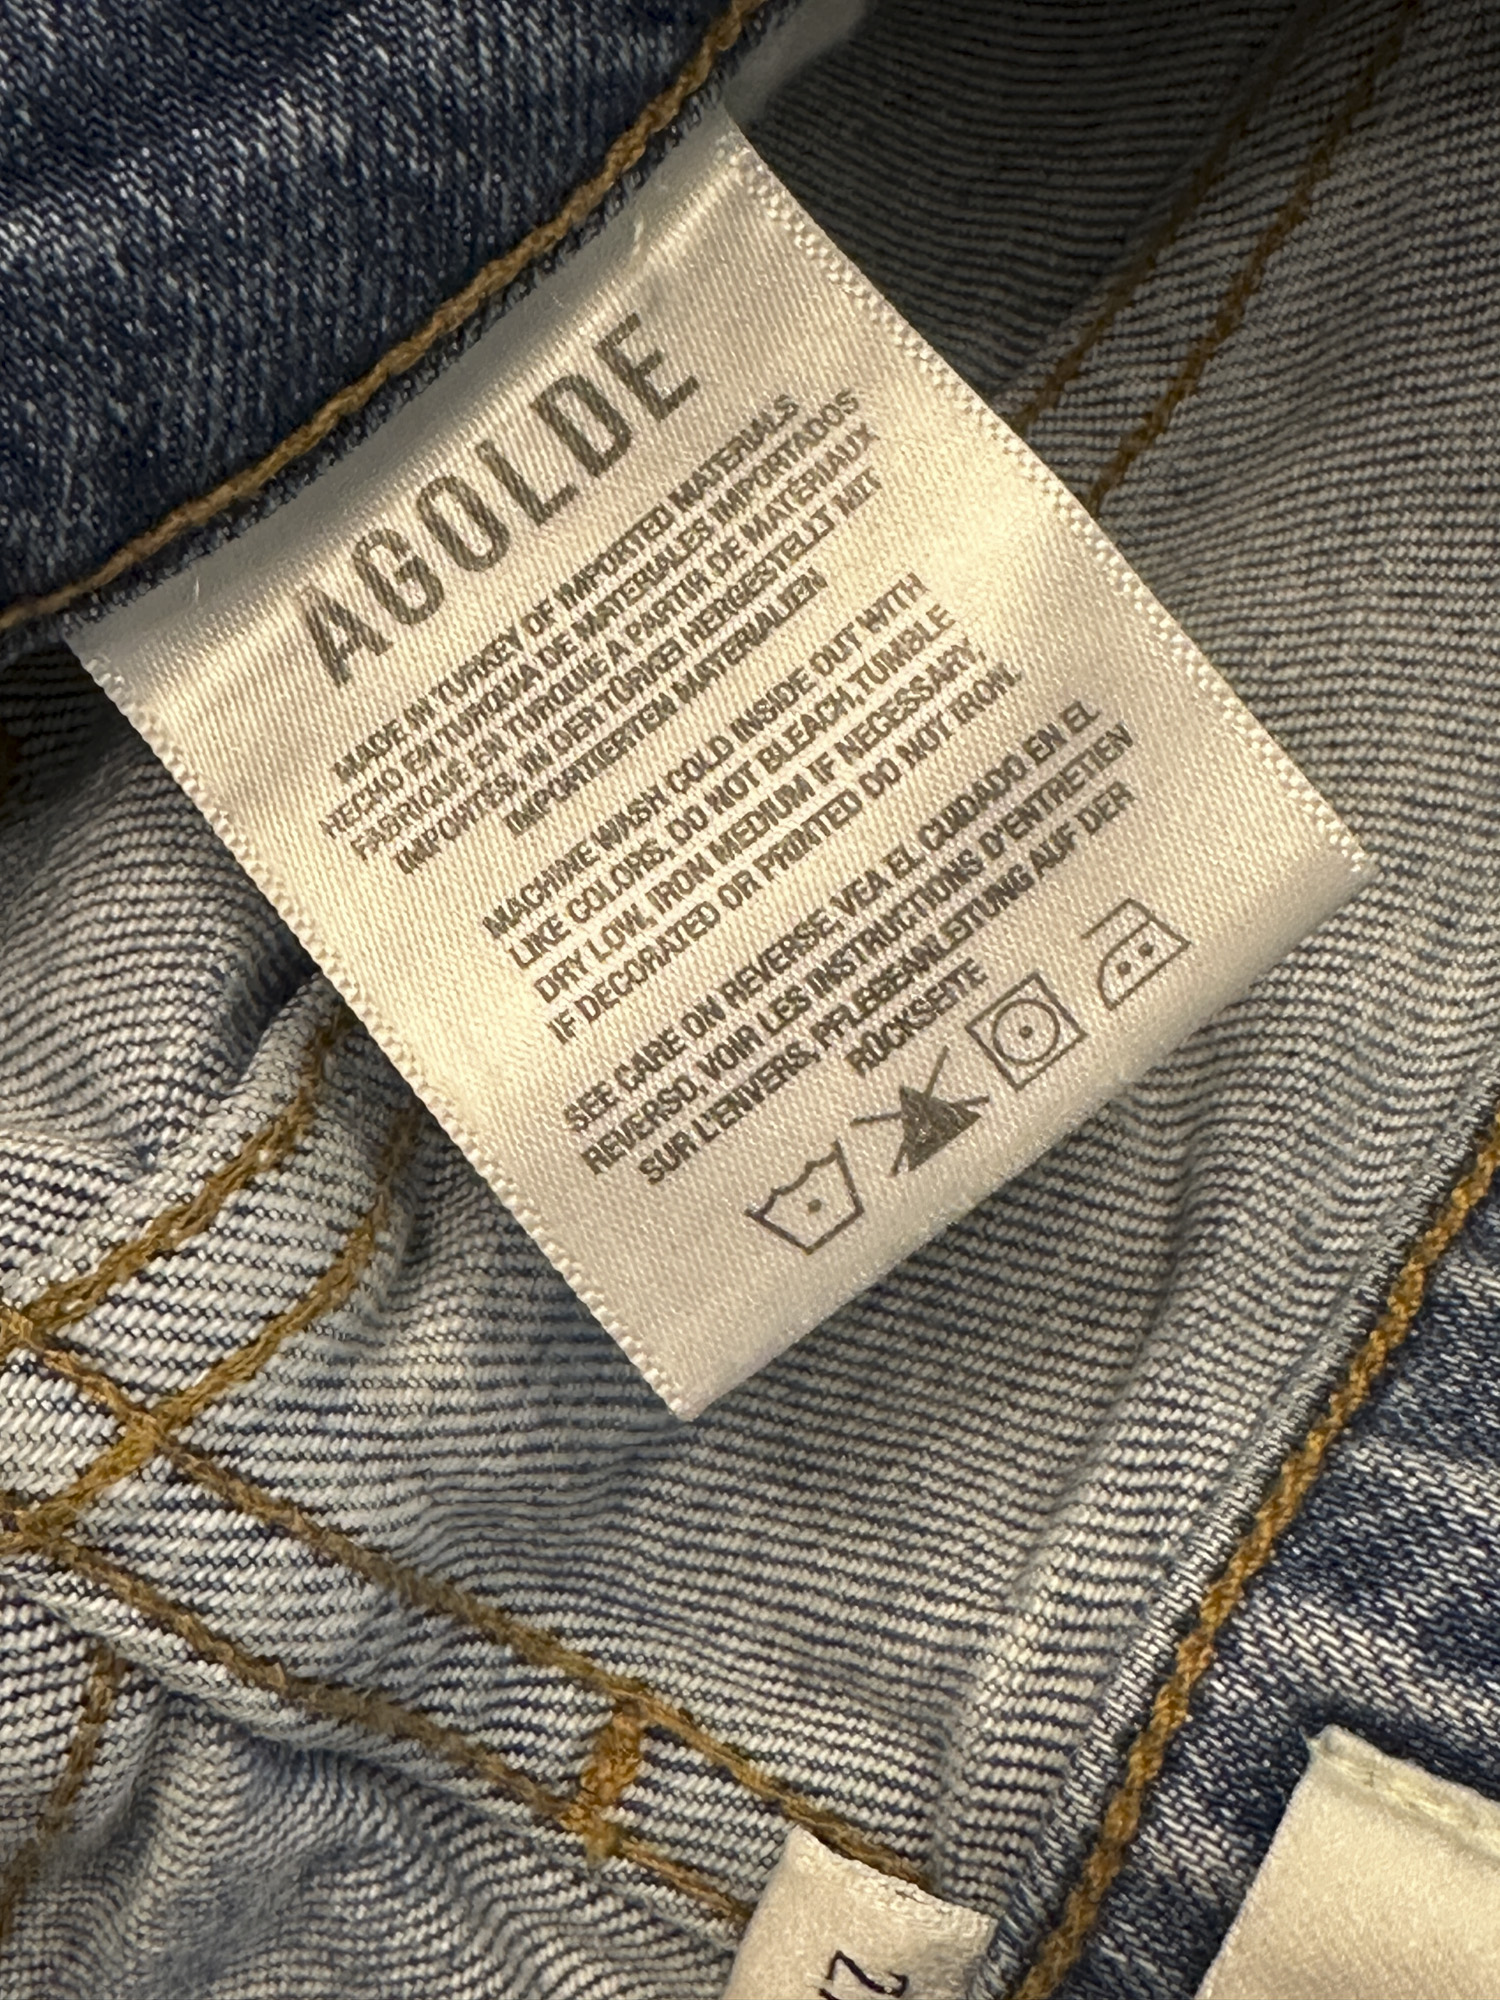 AGOLDE
MADE IN TURKEY OF IMPORTED MATERIALS
HECHO EN TURQUIA DE MATERIALES IMPORTADOS
FABRIQUE EN TURQUIE A PARTIR DE MATÉRIAUX
IMPORTÉS, IN DER TÜRKEI HERGESTELLT MIT
IMPORTIERTEN MATERIALIEN
MACHINE WASH COLD INSIDE OUT WITH
LIKE COLORS, DO NOT BLEACH, TUMBLE
DRY LOW, IRON MEDIUM IF NECESSARY,
IF DECORATED OR PRINTED DO NOT IRON.
SEE CARE ON REVERSE, VEA EL CUIDADO EN EL
REVERSO, VOIR LES INSTRUCTIONS D'ENTRETIEN
SUR L'ENVERS, PFLEGEANLEITUNG AUF DER
RÜCKSEITE